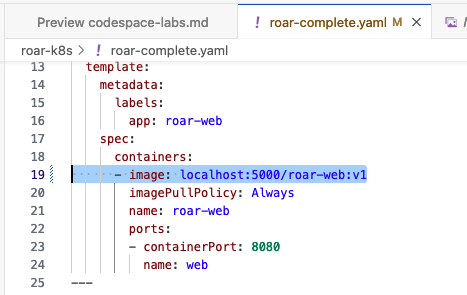 Preview codespace-labs.md
! roar-complete.yaml M ×
roar-k8s > ! roar-complete.yaml
13 template:
14 metadata:
15 labels:
16 app: roar-web
17 spec:
18 containers:
19 - image: localhost:5000/roar-web:v1
20 imagePullPolicy: Always
21 name: roar-web
22 ports:
23 - containerPort: 8080
24 name: web
25 ---